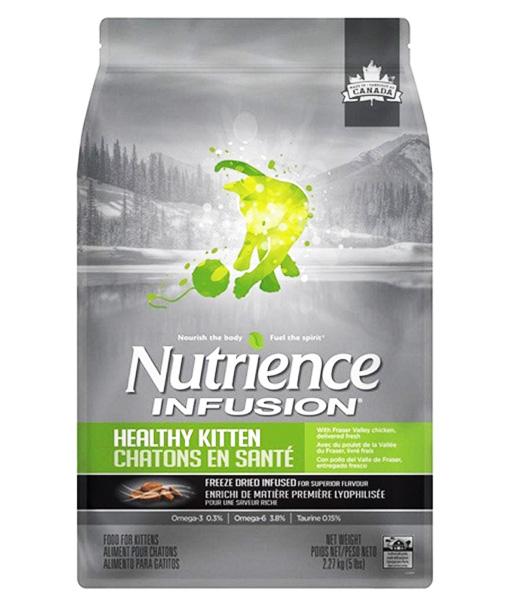 MADE IN • FABRIQUÉ AU
CANADA
Nourish the body Fuel the spirit*
Nutrience
INFUSION®
HEALTHY KITTEN
CHATONS EN SANTÉ
With Fraser Valley chicken,
delivered fresh
Avec du poulet de la Vallée
du Fraser, livré frais
Con pollo del Valle de Fraser,
entregado fresco
FREEZE DRIED INFUSED FOR SUPERIOR FLAVOUR
ENRICHI DE MATIÈRE PREMIÈRE LYOPHILISÉE
POUR UNE SAVEUR RICHE
Omega-3 0.3% | Omega-6 3.8% | Taurine 0.15%
FOOD FOR KITTENS
ALIMENT POUR CHATONS
ALIMENTO PARA GATITOS
NET WEIGHT
POIDS NET/PESO NETO
2.27 kg (5 lbs)